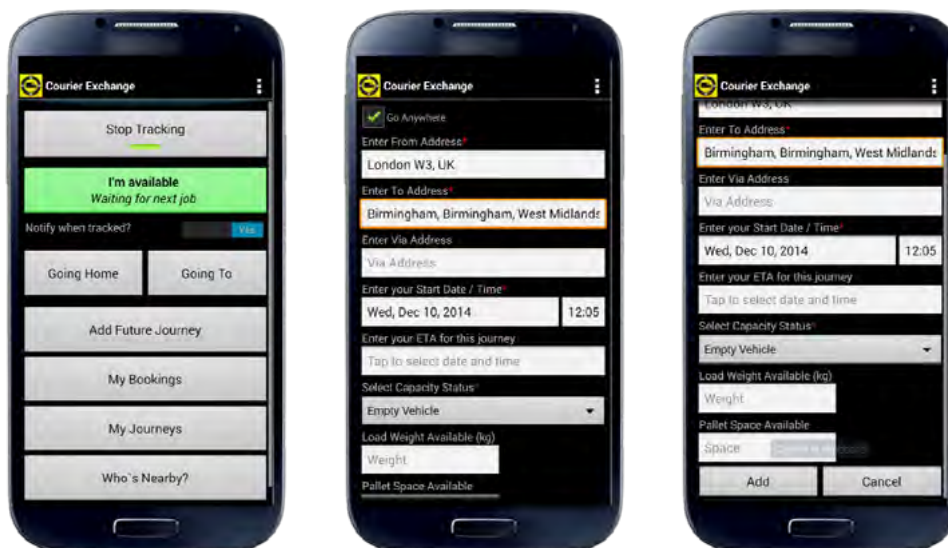 Courier Exchange
Stop Tracking
I'm available
Waiting for next job
Notify when tracked?
Yes
Going Home
Going To
Add Future Journey
My Bookings
My Journeys
Who`s Nearby?
Courier Exchange
Go Anywhere
Enter From Address*
London W3, UK
Enter To Address*
Birmingham, Birmingham, West Midlands
Enter Via Address
Via Address
Enter your Start Date / Time*
Wed, Dec 10, 2014 12:05
Enter your ETA for this journey
Tap to select date and time
Select Capacity Status*
Empty Vehicle
Load Weight Available (kg)
Weight
Pallet Space Available
Courier Exchange
London W3, UK
Enter To Address*
Birmingham, Birmingham, West Midlands
Enter Via Address
Via Address
Enter your Start Date / Time*
Wed, Dec 10, 2014 12:05
Enter your ETA for this journey
Tap to select date and time
Select Capacity Status*
Empty Vehicle
Load Weight Available (kg)
Weight
Pallet Space Available
Space
Add Cancel